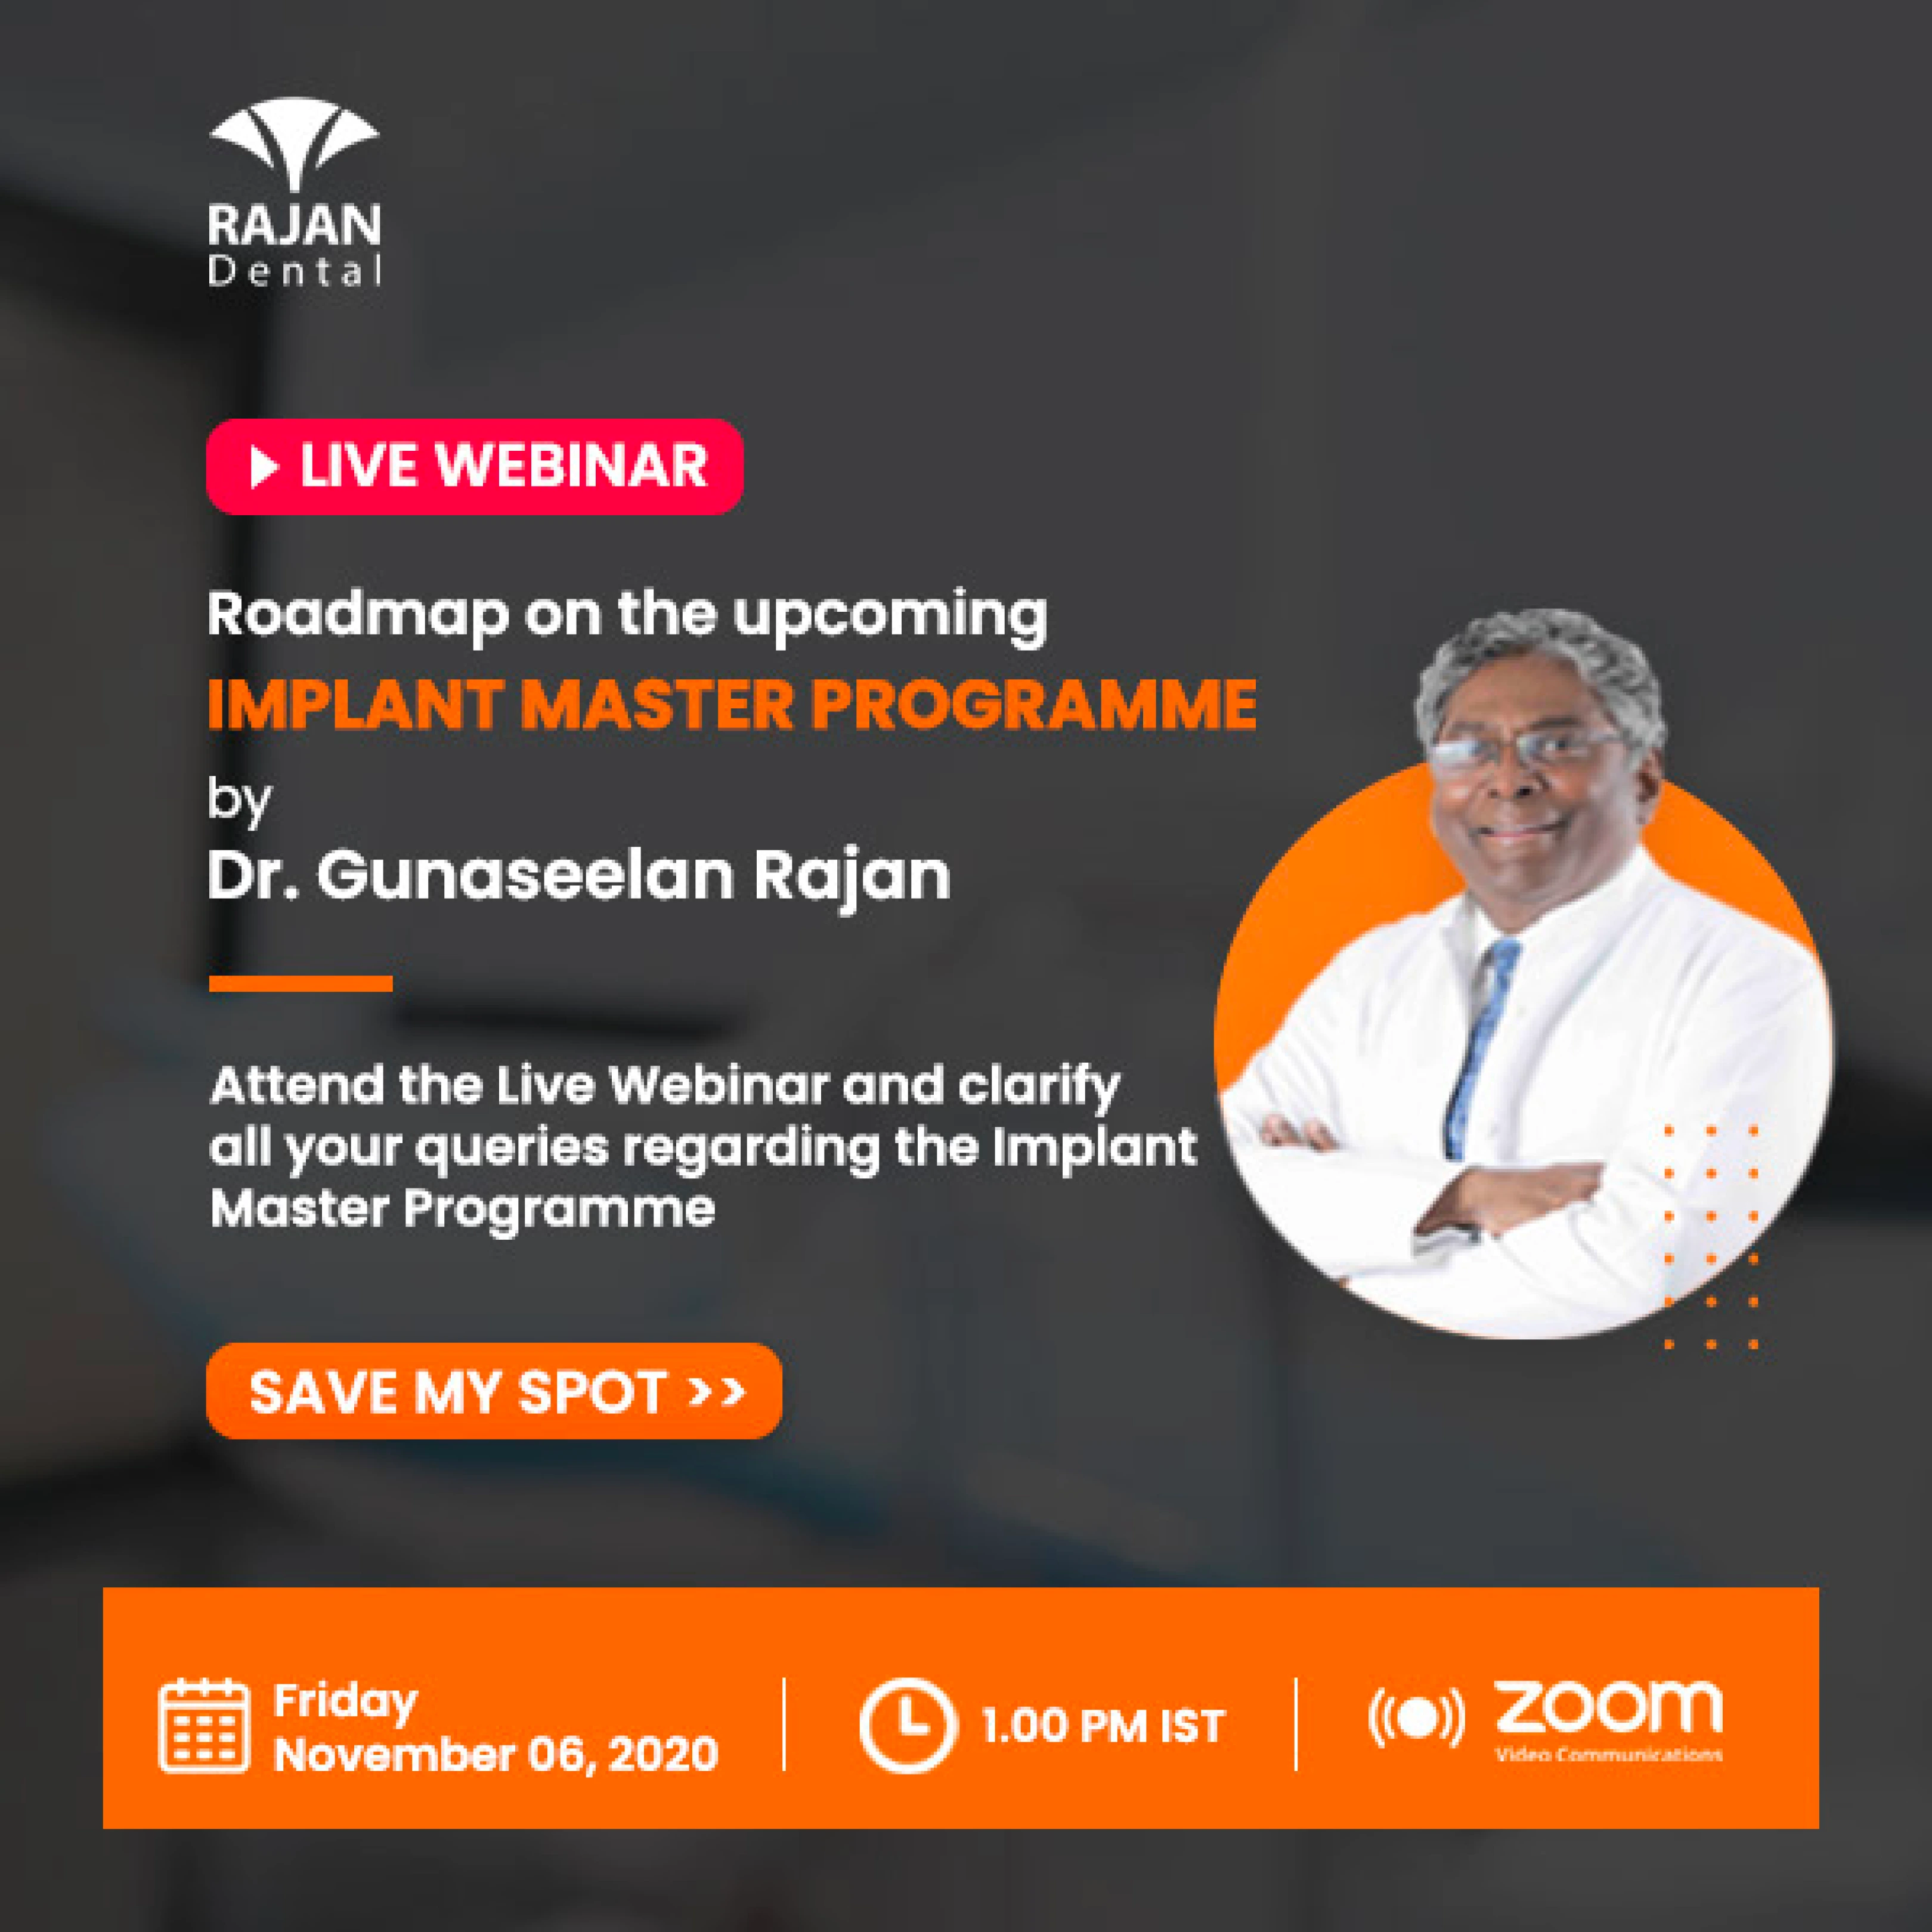 RAJAN
Dental
LIVE WEBINAR
Roadmap on the upcoming
IMPLANT MASTER PROGRAMME
by
Dr. Gunaseelan Rajan
Attend the Live Webinar and clarify
all your queries regarding the Implant
Master Programme
SAVE MY SPOT >>
Friday
November 06, 2020
1.00 PM IST
zoom
Video Communications